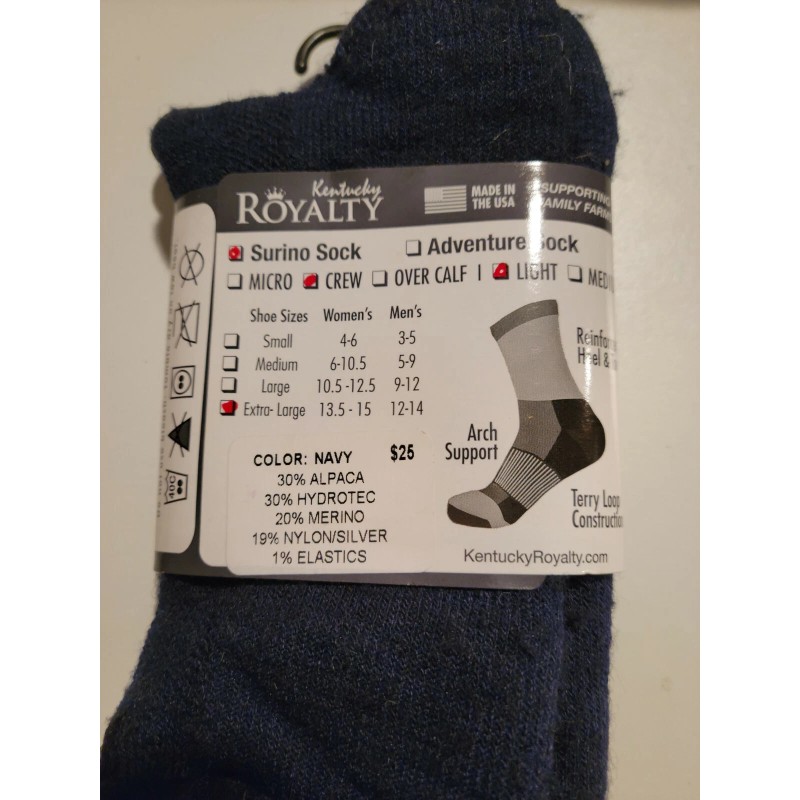 Kentucky
ROYALTY
MADE IN
THE USA
SUPPORTING
FAMILY
Surino Sock
Adventure Sock
MICRO CREW OVER CALF | LIGHT
Shoe Sizes Women's Men's
Small 4-6 3-5
Medium 6-10.5 5-9
Large 10.5 -12.5 9-12
Extra- Large 13.5 - 15 12-14
Heel &
Arch
Support
Terry Loop
COLOR: NAVY $25
30% ALPACA
30% HYDROTEC
20% MERINO
19% NYLON/SILVER
1% ELASTICS
KentuckyRoyalty.com
40C